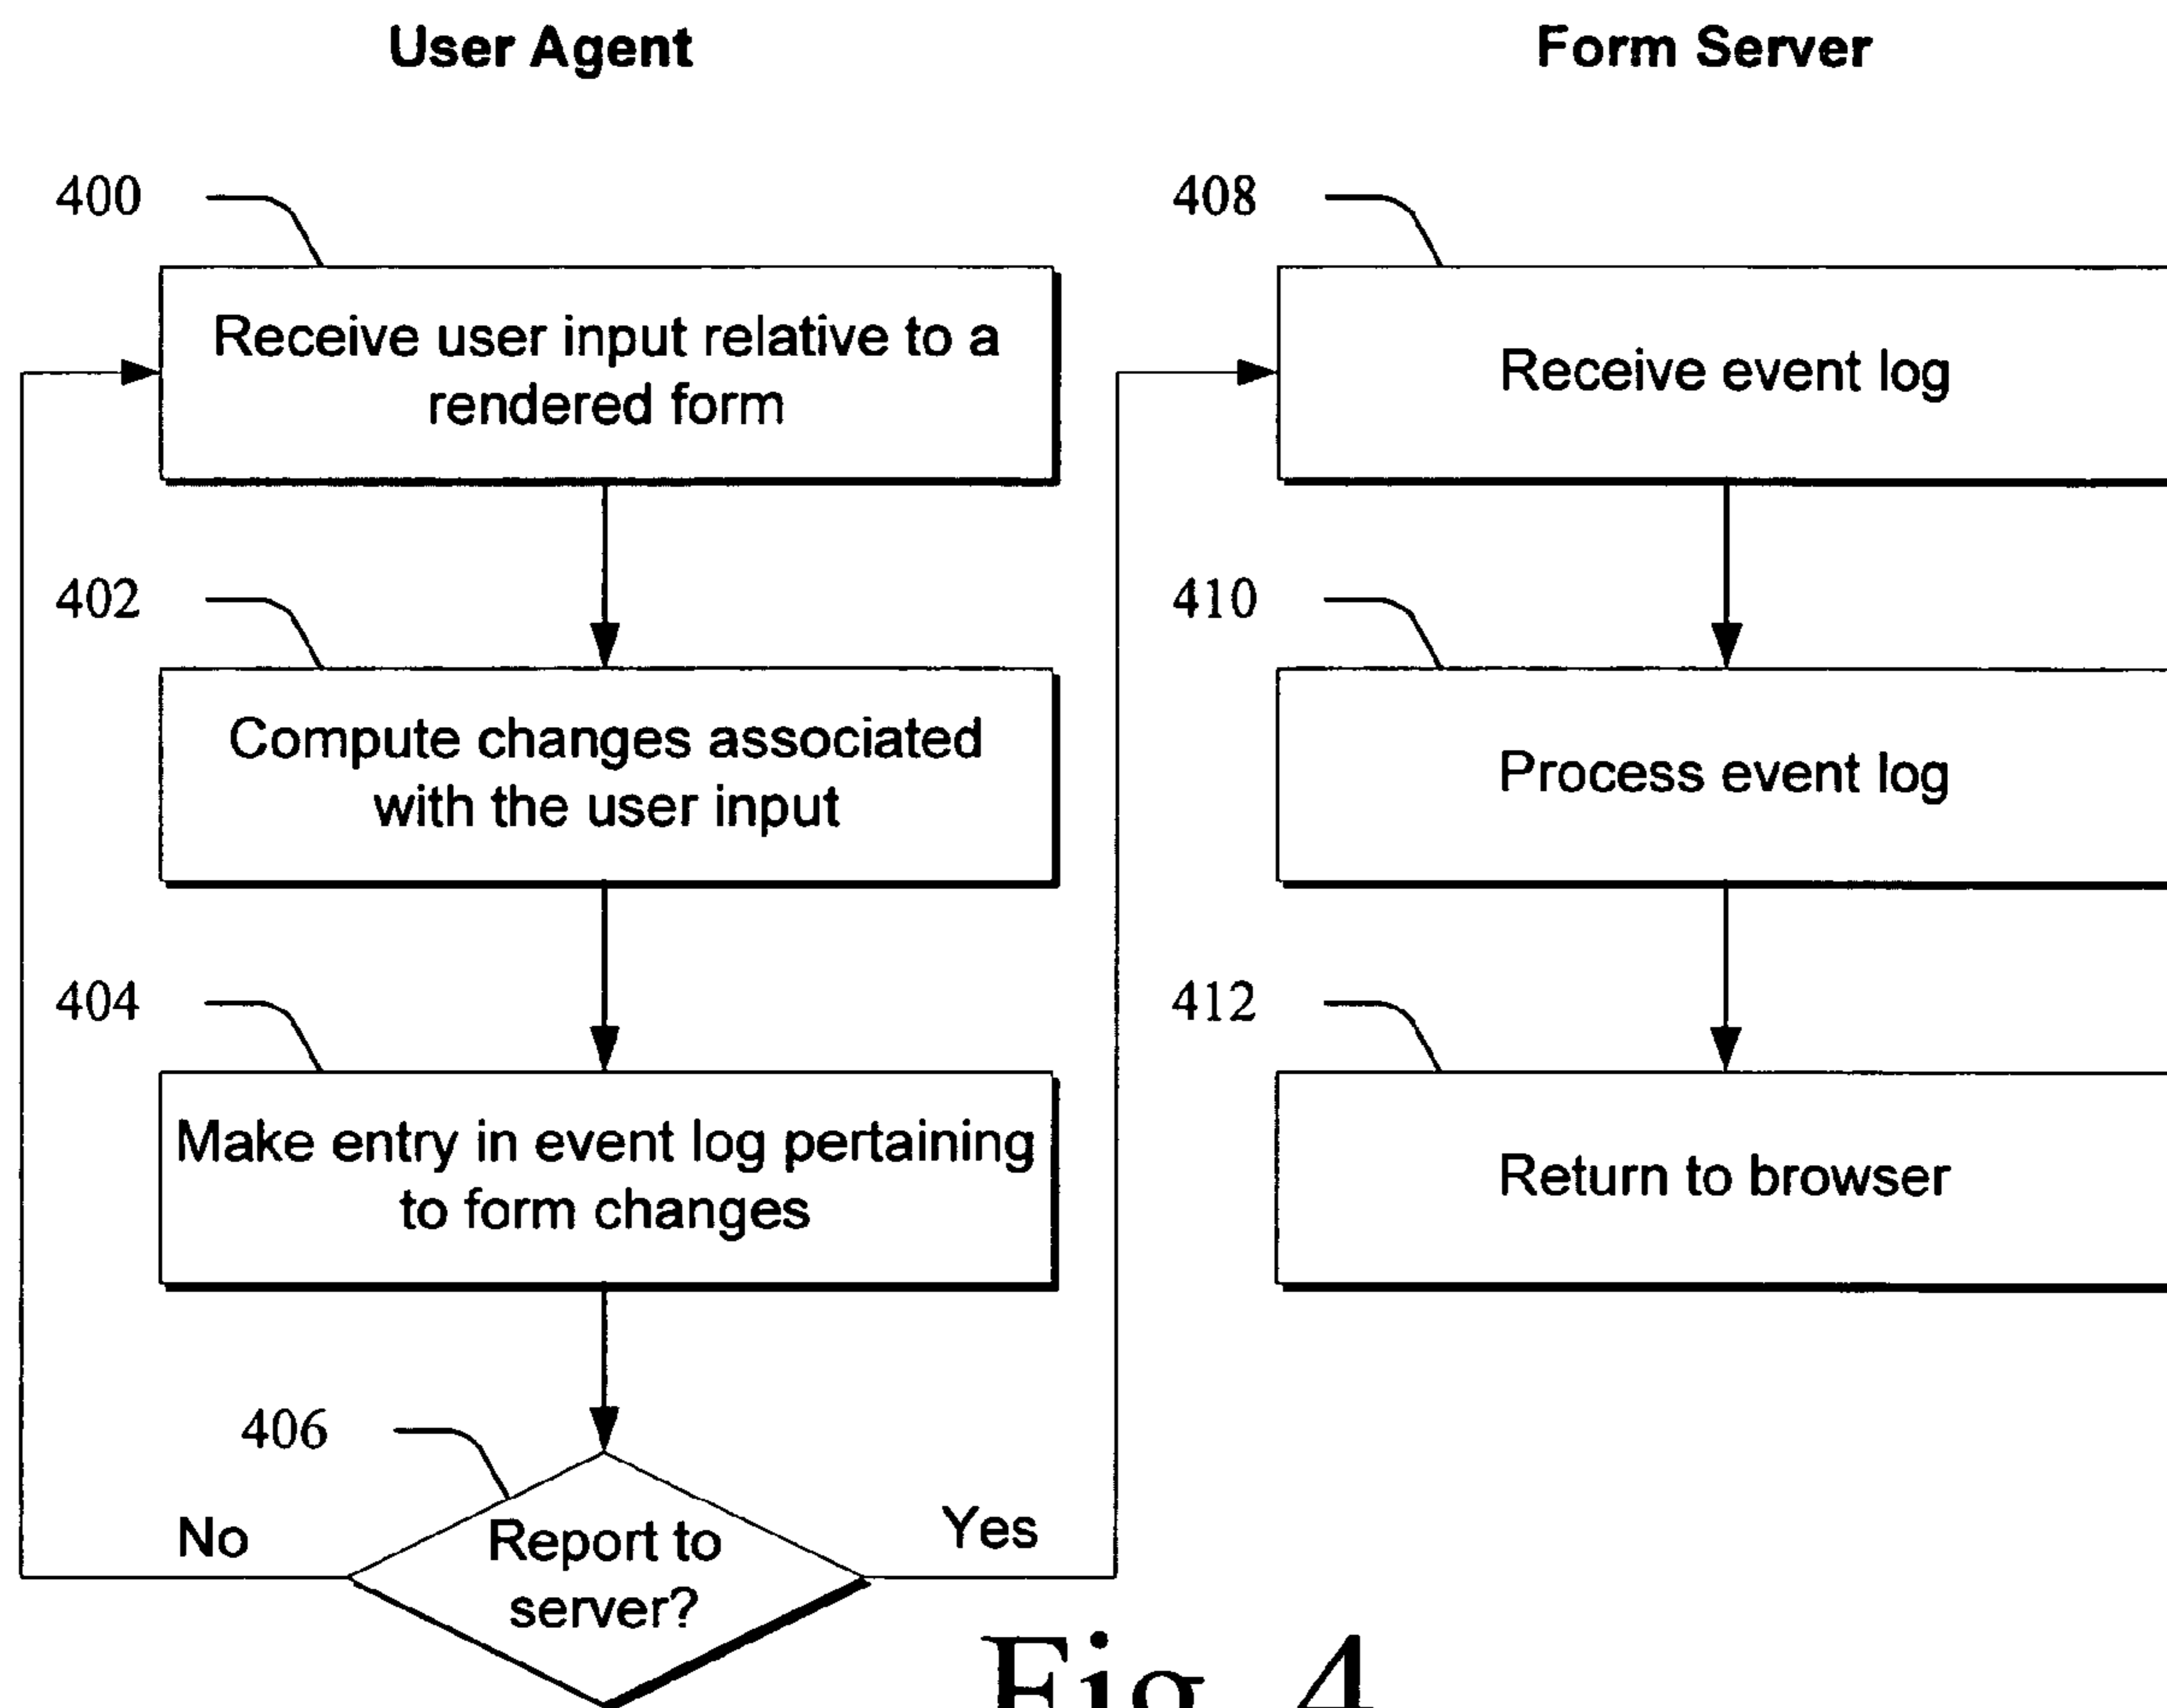 User Agent
Form Server
400
Receive user input relative to a
rendered form
402
Compute changes associated
with the user input
404
Make entry in event log pertaining
to form changes
406
Report to
server?
No
Yes
408
Receive event log
410
Process event log
412
Return to browser
Fig. 4